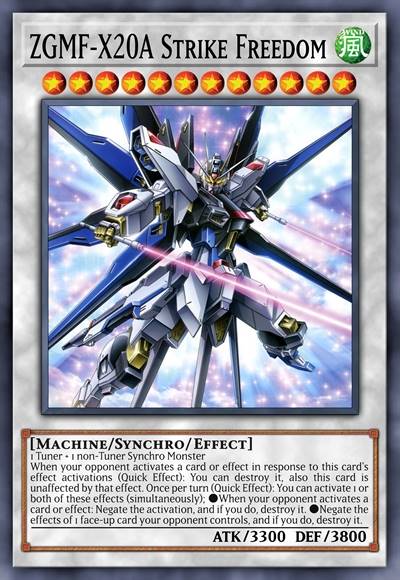 ZGMF-X20A STRIKE FREEDOM
WIND
風
[MACHINE/SYNCHRO/EFFECT]
1 Tuner + 1 non-Tuner Synchro Monster
When your opponent activates a card or effect in response to this card's
effect activations (Quick Effect): You can destroy it, also this card is
unaffected by that effect. Once per turn (Quick Effect): You can activate 1 or
both of these effects (simultaneously); ●When your opponent activates a
card or effect: Negate the activation, and if you do, destroy it. ●Negate the
effects of 1 face-up card your opponent controls, and if you do, destroy it.
ATK/3300 DEF/3800